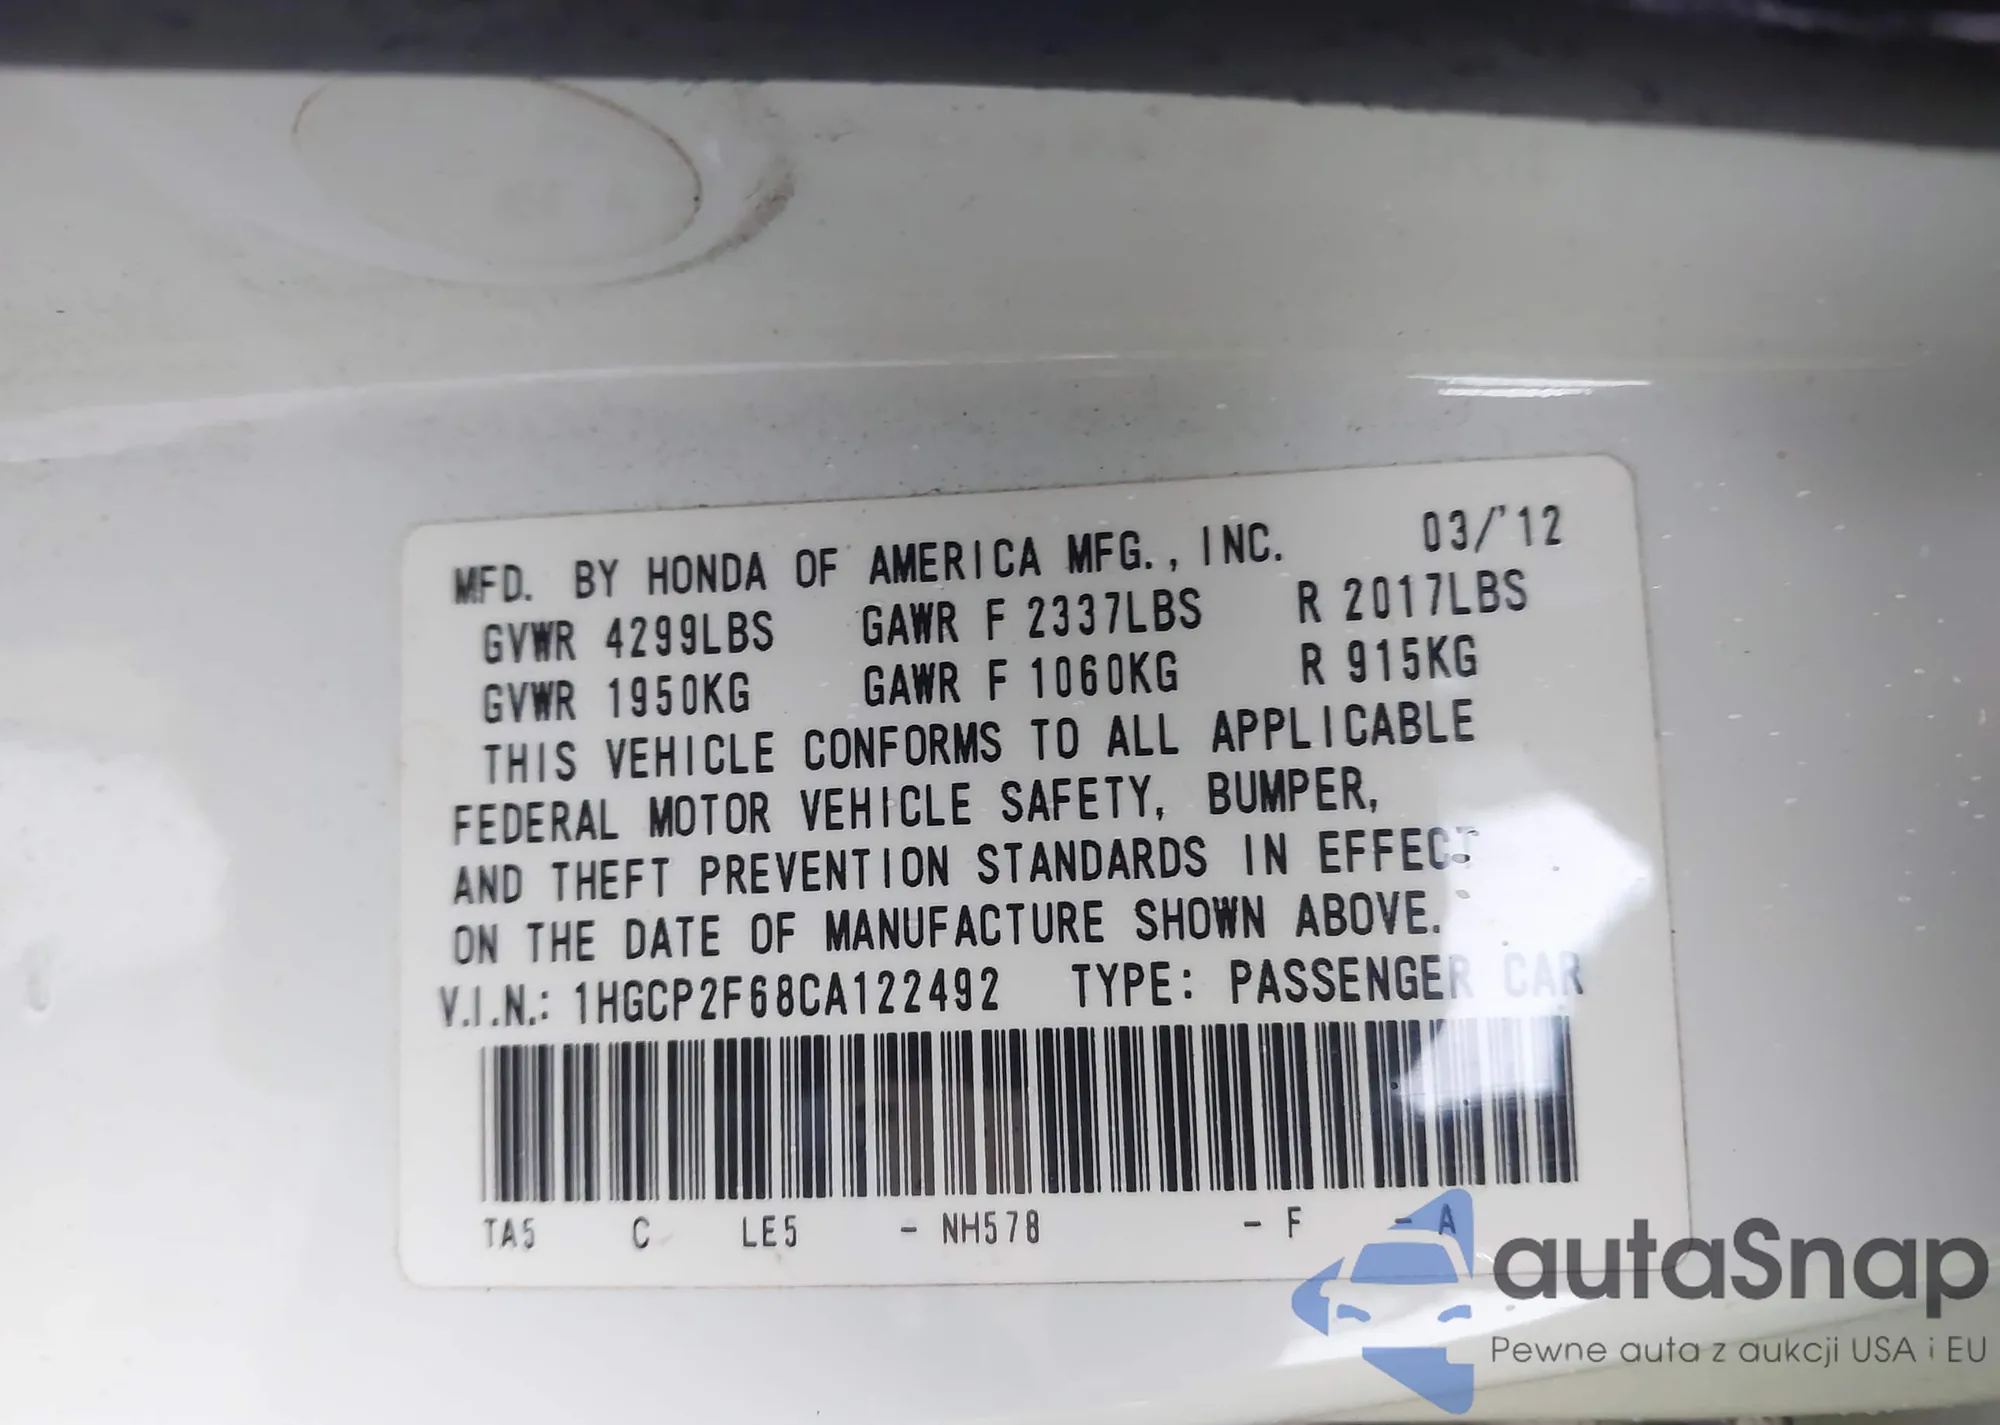 MFD. BY HONDA OF AMERICA MFG., INC. 03/'12
GVWR 4299LBS GAWR F 2337LBS R 2017LBS
GVWR 1950KG GAWR F 1060KG R 915KG
THIS VEHICLE CONFORMS TO ALL APPLICABLE
FEDERAL MOTOR VEHICLE SAFETY, BUMPER,
AND THEFT PREVENTION STANDARDS IN EFFECT
ON THE DATE OF MANUFACTURE SHOWN ABOVE.
V.I.N.: 1HGCP2F68CA122492 TYPE: PASSENGER CAR
TA5 C LE5 - NH578 - F - A
autaSnap
Pewne auta z aukcji USA i EU